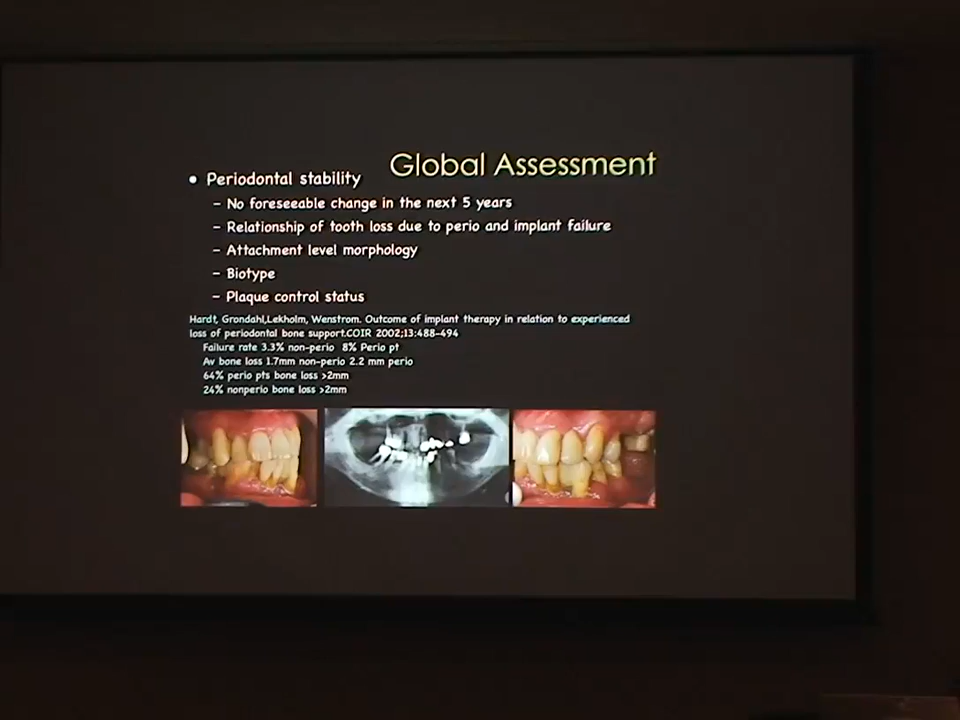 Global Assessment
• Periodontal stability
– No foreseeable change in the next 5 years
– Relationship of tooth loss due to perio and implant failure
– Attachment level morphology
– Biotype
– Plaque control status
Hardt, Grondahl,Lekholm, Wenstrom. Outcome of implant therapy in relation to experienced
loss of periodontal bone support.COIR 2002;13:488-494
Failure rate 3.3% non-perio 8% Perio pt
Av bone loss 1.7mm non-perio 2.2 mm perio
64% perio pts bone loss >2mm
24% nonperio bone loss >2mm